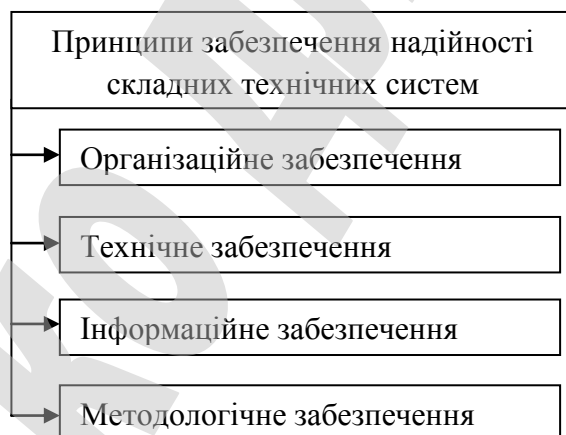 Принципи забезпечення надійності
складних технічних систем
Організаційне забезпечення
Технічне забезпечення
Інформаційне забезпечення
Методологічне забезпечення